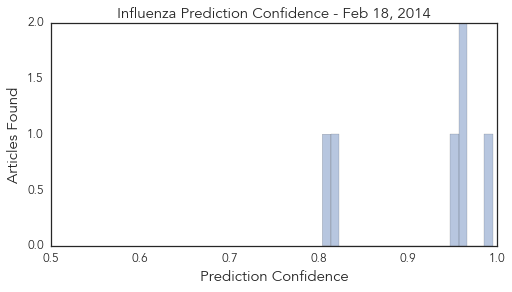 Influenza Prediction Confidence - Feb 18, 2014
2.0
1.5
1.0
0.5
0.0
Articles Found
0.5 0.6 0.7 0.8 0.9 1.0
Prediction Confidence